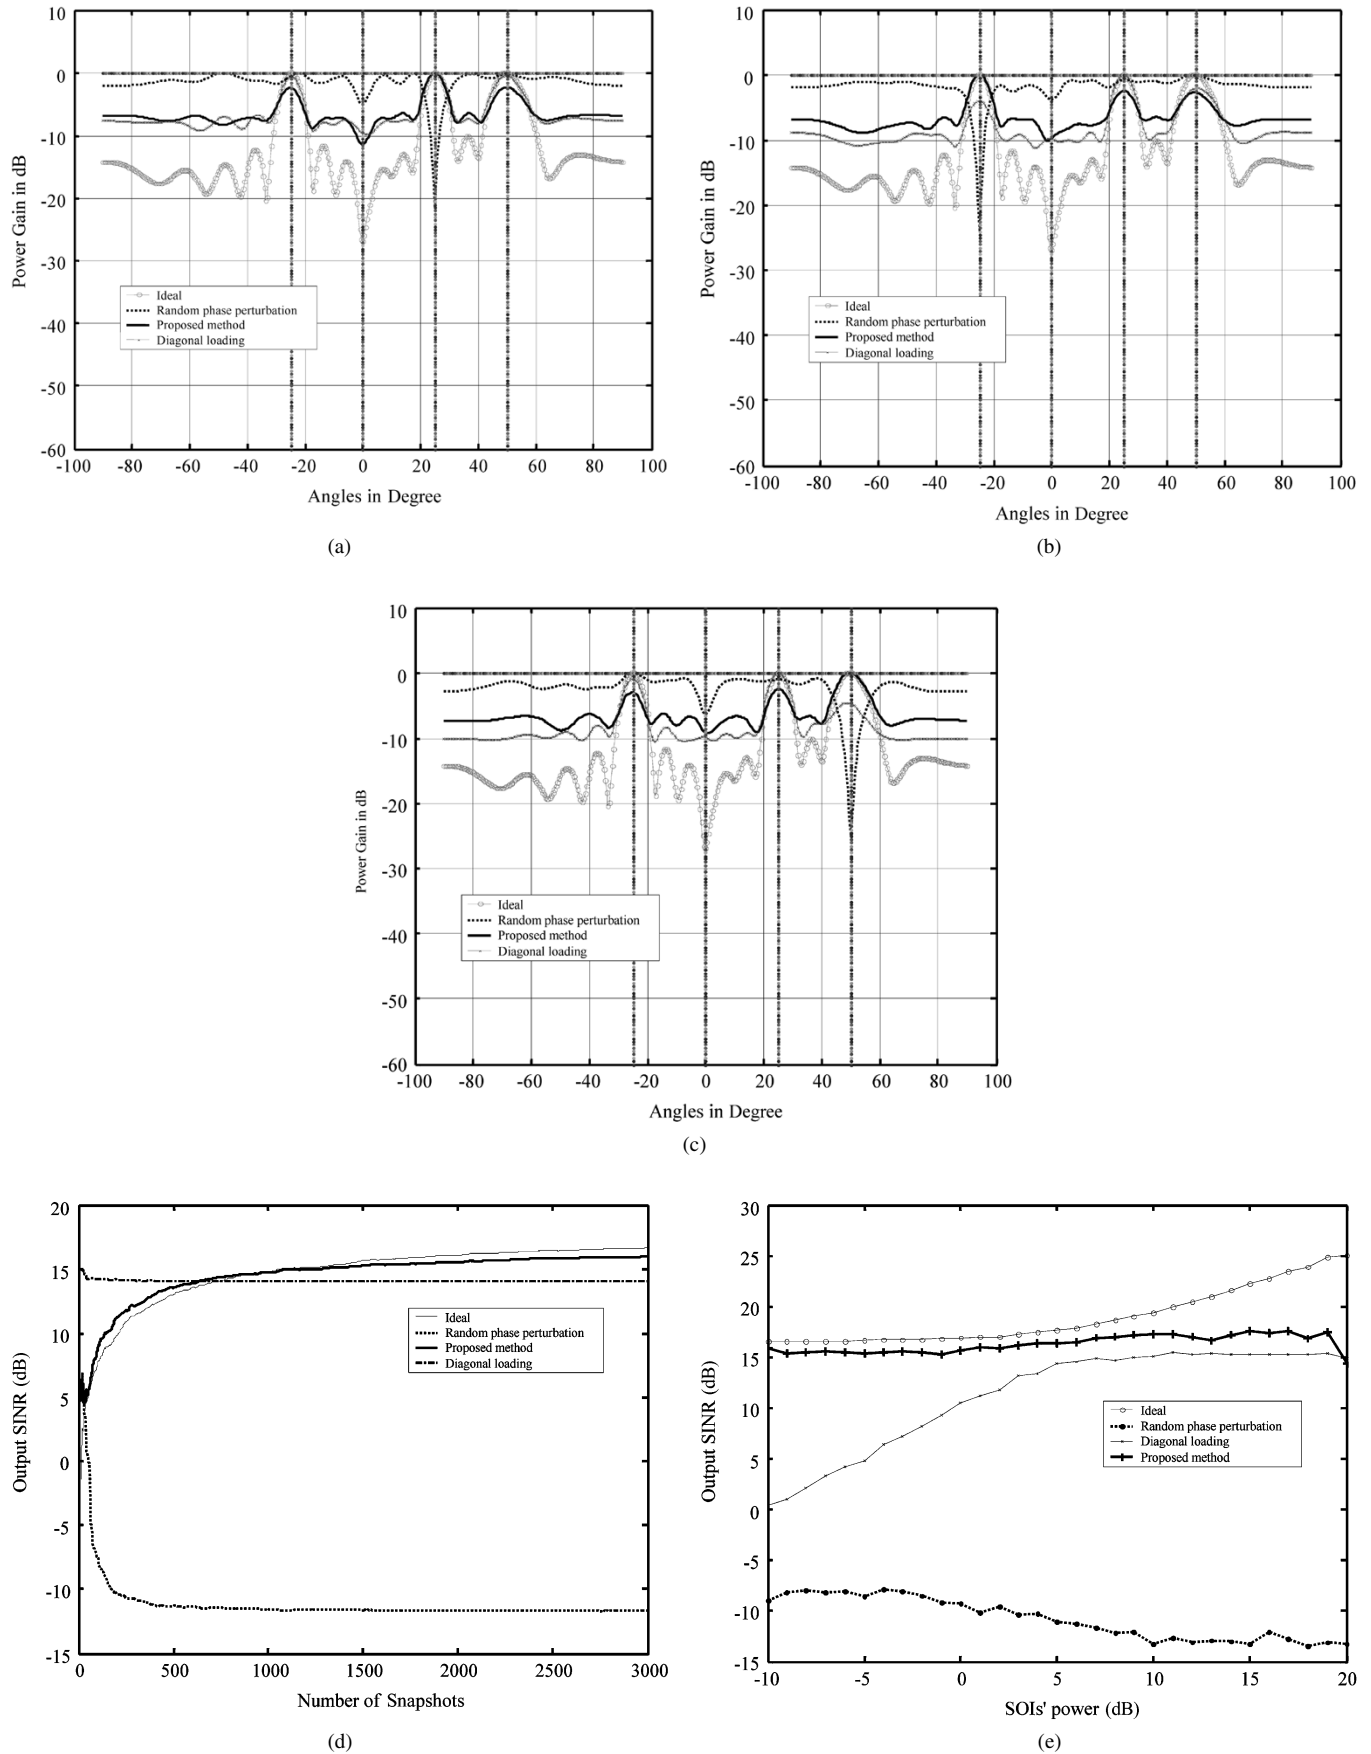 10
0
-10
-20
-30
-40
-50
-60
Power Gain in dB
Ideal
Random phase perturbation
Proposed method
Diagonal loading
-100 -80 -60 -40 -20 0 20 40 60 80 100
Angles in Degree
(a)
10
0
-10
-20
-30
-40
-50
-60
Power Gain in dB
Ideal
Random phase perturbation
Proposed method
Diagonal loading
-100 -80 -60 -40 -20 0 20 40 60 80 100
Angles in Degree
(b)
10
0
-10
-20
-30
-40
-50
-60
Power Gain in dB
Ideal
Random phase perturbation
Proposed method
Diagonal loading
-100 -80 -60 -40 -20 0 20 40 60 80 100
Angles in Degree
(c)
20
15
10
5
0
-5
-10
-15
Output SINR (dB)
Ideal
Random phase perturbation
Proposed method
Diagonal loading
0 500 1000 1500 2000 2500 3000
Number of Snapshots
(d)
30
25
20
15
10
5
0
-5
-10
-15
Output SINR (dB)
Ideal
Random phase perturbation
Diagonal loading
Proposed method
-10 -5 0 5 10 15 20
SOIs' power (dB)
(e)